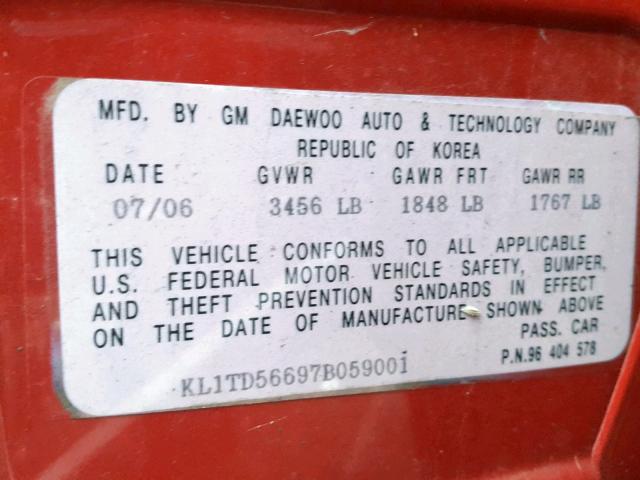 MFD. BY GM DAEWOO AUTO & TECHNOLOGY COMPANY
REPUBLIC OF KOREA
DATE GVWR GAWR FRT GAWR RR
07/06 3456 LB 1848 LB 1767 LB
THIS VEHICLE CONFORMS TO ALL APPLICABLE
U.S. FEDERAL MOTOR VEHICLE SAFETY, BUMPER,
AND THEFT PREVENTION STANDARDS IN EFFECT
ON THE DATE OF MANUFACTURE SHOWN ABOVE
PASS. CAR
KL1TD56697B059001 P.N.96 404 578